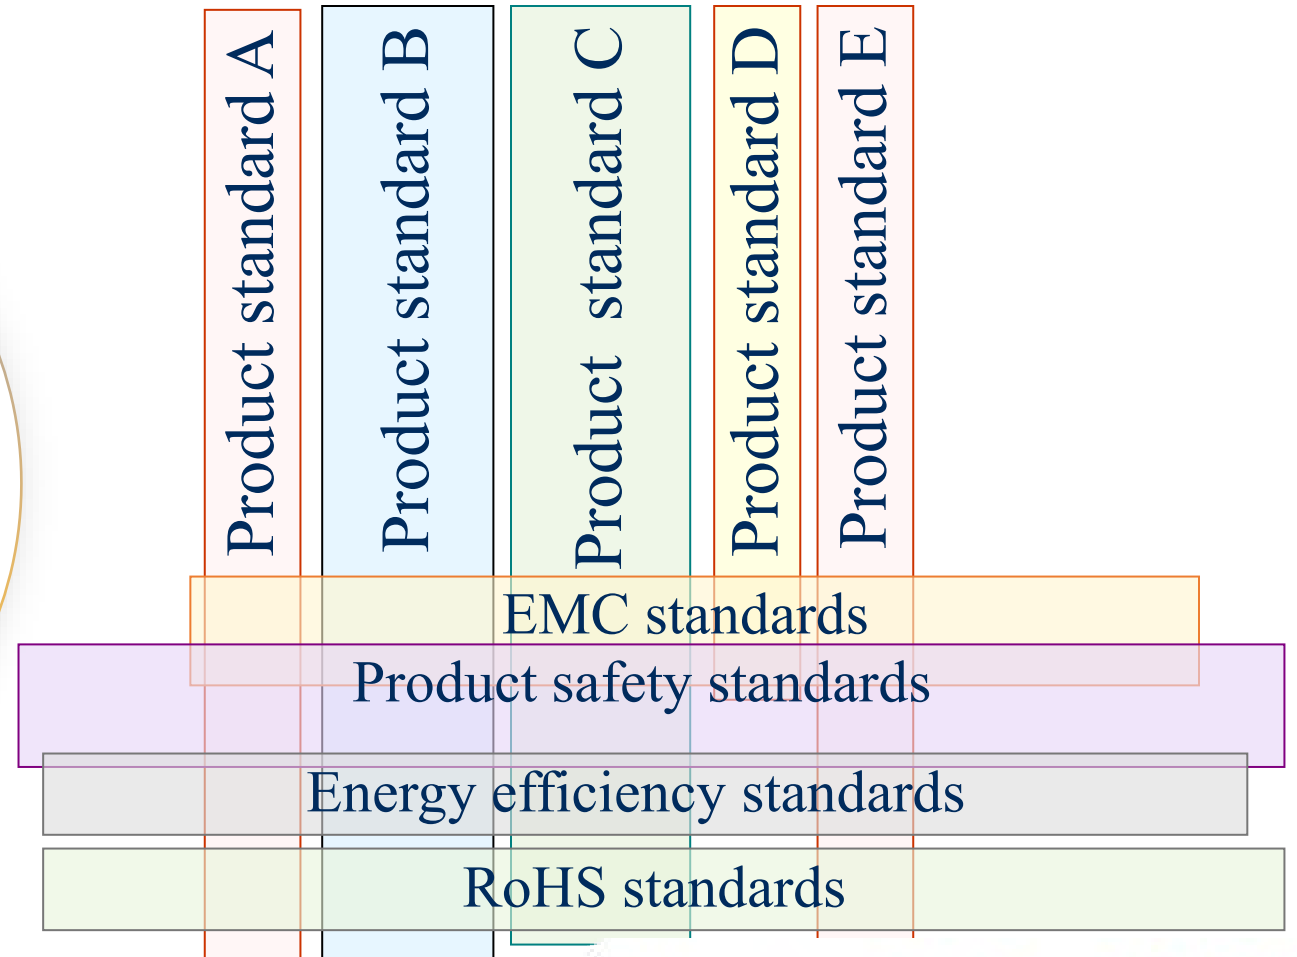 Product standard A
Product standard B
Product  standard C
Product standard D
Product standard E
EMC standards
Product safety standards
Energy efficiency standards
RoHS standards